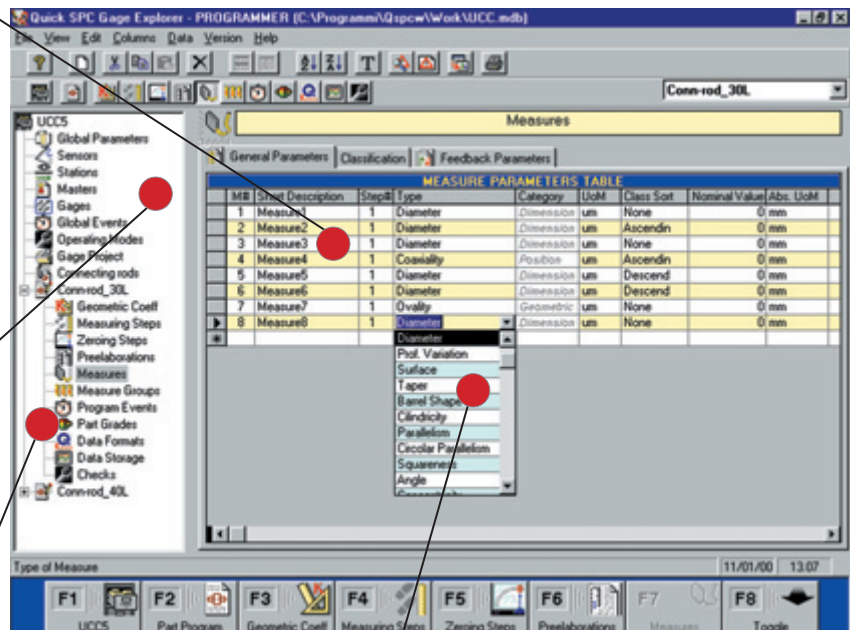 Quick SPC Gage Explorer - PROGRAMMER (C:\Programmi\Qspcw\Work\UCC.mdb)
File View Edit Columns Data Version Help
Conn-rod_30L
UCC5
Global Parameters
Sensors
Stations
Masters
Gages
Global Events
Operating Modes
Gage Project
Connecting rods
Conn-rod_30L
Geometric Coeff
Measuring Steps
Zeroing Steps
Preelaborations
Measures
Measure Groups
Program Events
Part Grades
Data Formats
Data Storage
Checks
Conn-rod_40L
Measures
General Parameters Classification Feedback Parameters
MEASURE PARAMETERS TABLE
M# Short Description Step# Type Category UoM Class Sort Nominal Value Abs. UoM
1 Measure1 1 Diameter Dimension um None 0 mm
2 Measure2 1 Diameter Dimension um Ascendin 0 mm
3 Measure3 1 Diameter Dimension um None 0 mm
4 Measure4 1 Coaxiality Position um Ascendin 0 mm
5 Measure5 1 Diameter Dimension um Descend 0 mm
6 Measure6 1 Diameter Dimension um Descend 0 mm
7 Measure7 1 Ovality Geometric um None 0 mm
8 Measure8 1 Diameter Dimension um None 0 mm
Diameter
Prof. Variation
Surface
Taper
Barrel Shape
Cilindricity
Parallelism
Circolar Parallelism
Squareness
Angle
Type of Measure 11/01/00 13.07
F1 F2 F3 F4 F5 F6 F7 F8
UCC5 Part Program Geometric Coeff Measuring Steps Zeroing Steps Preelaborations Measures Toggle